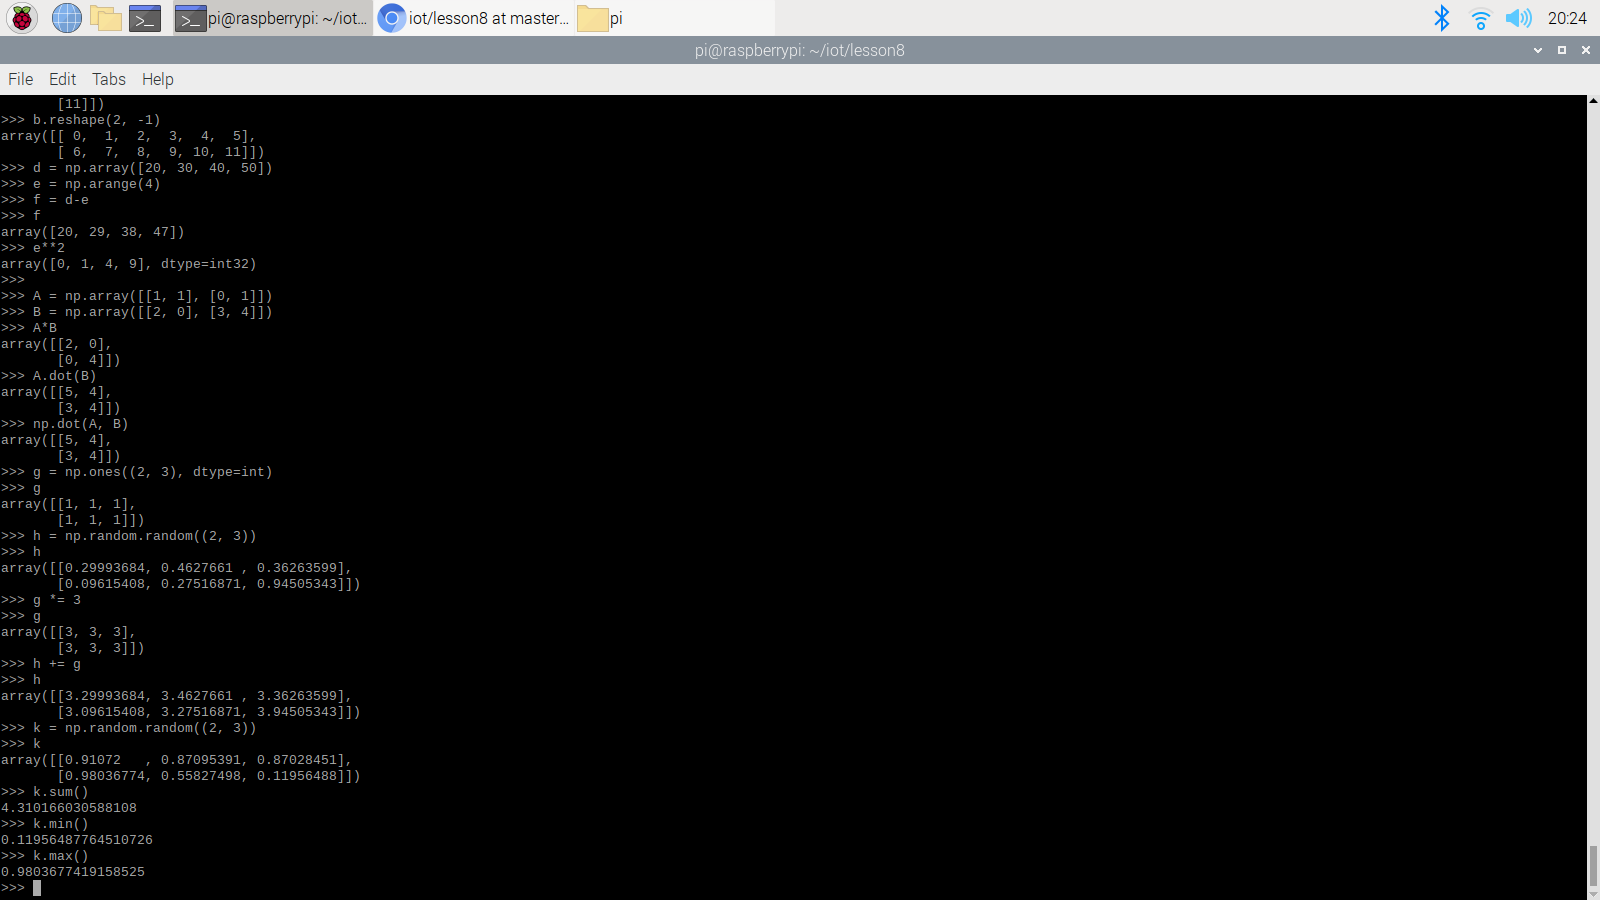 pi@raspberrypi: ~/iot... iot/lesson8 at master... pi 20:24
pi@raspberrypi: ~/iot/lesson8
File Edit Tabs Help
       [11]])
>>> b.reshape(2, -1)
array([[ 0,  1,  2,  3,  4,  5],
       [ 6,  7,  8,  9, 10, 11]])
>>> d = np.array([20, 30, 40, 50])
>>> e = np.arange(4)
>>> f = d-e
>>> f
array([20, 29, 38, 47])
>>> e**2
array([0, 1, 4, 9], dtype=int32)
>>>
>>> A = np.array([[1, 1], [0, 1]])
>>> B = np.array([[2, 0], [3, 4]])
>>> A*B
array([[2, 0],
       [0, 4]])
>>> A.dot(B)
array([[5, 4],
       [3, 4]])
>>> np.dot(A, B)
array([[5, 4],
       [3, 4]])
>>> g = np.ones((2, 3), dtype=int)
>>> g
array([[1, 1, 1],
       [1, 1, 1]])
>>> h = np.random.random((2, 3))
>>> h
array([[0.29993684, 0.4627661 , 0.36263599],
       [0.09615408, 0.27516871, 0.94505343]])
>>> g *= 3
>>> g
array([[3, 3, 3],
       [3, 3, 3]])
>>> h += g
>>> h
array([[3.29993684, 3.4627661 , 3.36263599],
       [3.09615408, 3.27516871, 3.94505343]])
>>> k = np.random.random((2, 3))
>>> k
array([[0.91072   , 0.87095391, 0.87028451],
       [0.98036774, 0.55827498, 0.11956488]])
>>> k.sum()
4.310166030588108
>>> k.min()
0.11956487764510726
>>> k.max()
0.9803677419158525
>>>